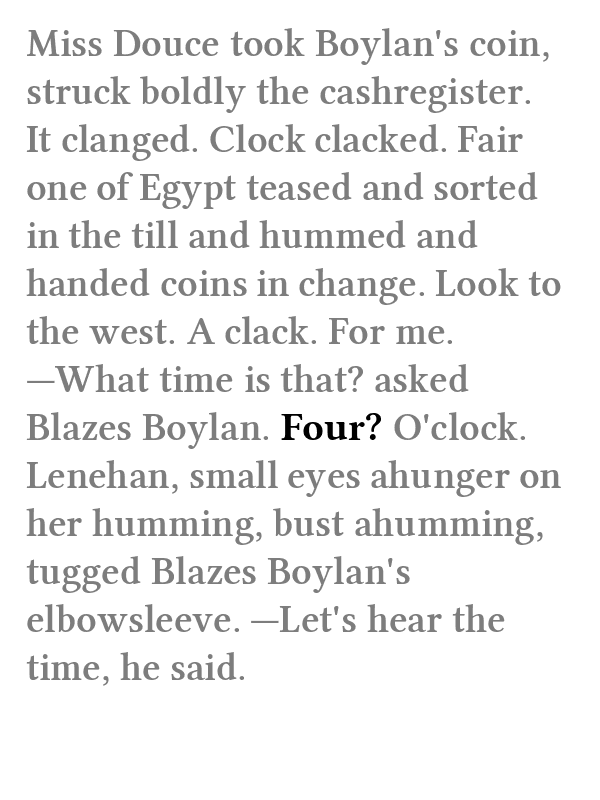 Miss Douce took Boylan's coin,
struck boldly the cashregister.
It clanged. Clock clacked. Fair
one of Egypt teased and sorted
in the till and hummed and
handed coins in change. Look to
the west. A clack. For me.
—What time is that? asked
Blazes Boylan. Four? O'clock.
Lenehan, small eyes ahunger on
her humming, bust ahumming,
tugged Blazes Boylan's
elbowsleeve. —Let's hear the
time, he said.